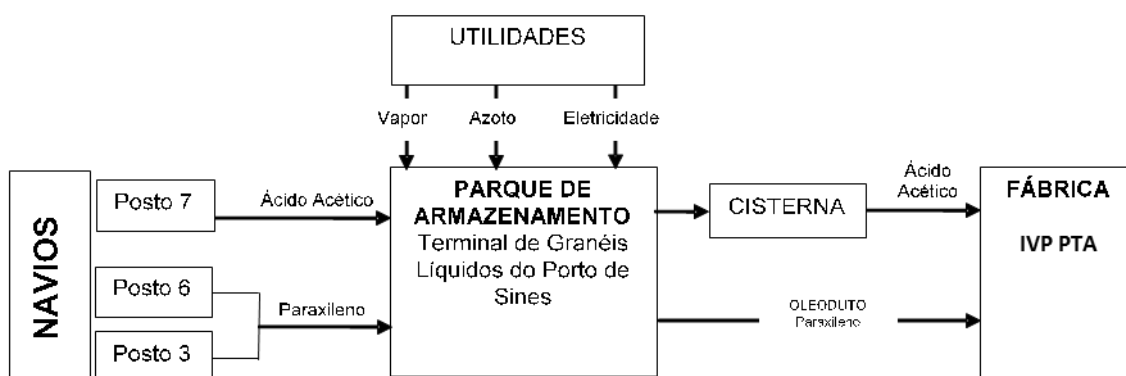 UTILIDADES
Vapor
Azoto
Eletricidade
NAVIOS
Posto 7
Posto 6
Posto 3
Ácido Acético
Paraxileno
PARQUE DE
ARMAZENAMENTO
Terminal de Granéis
Líquidos do Porto de
Sines
CISTERNA
Ácido
Acético
OLEODUTO
Paraxileno
FÁBRICA
IVP PTA